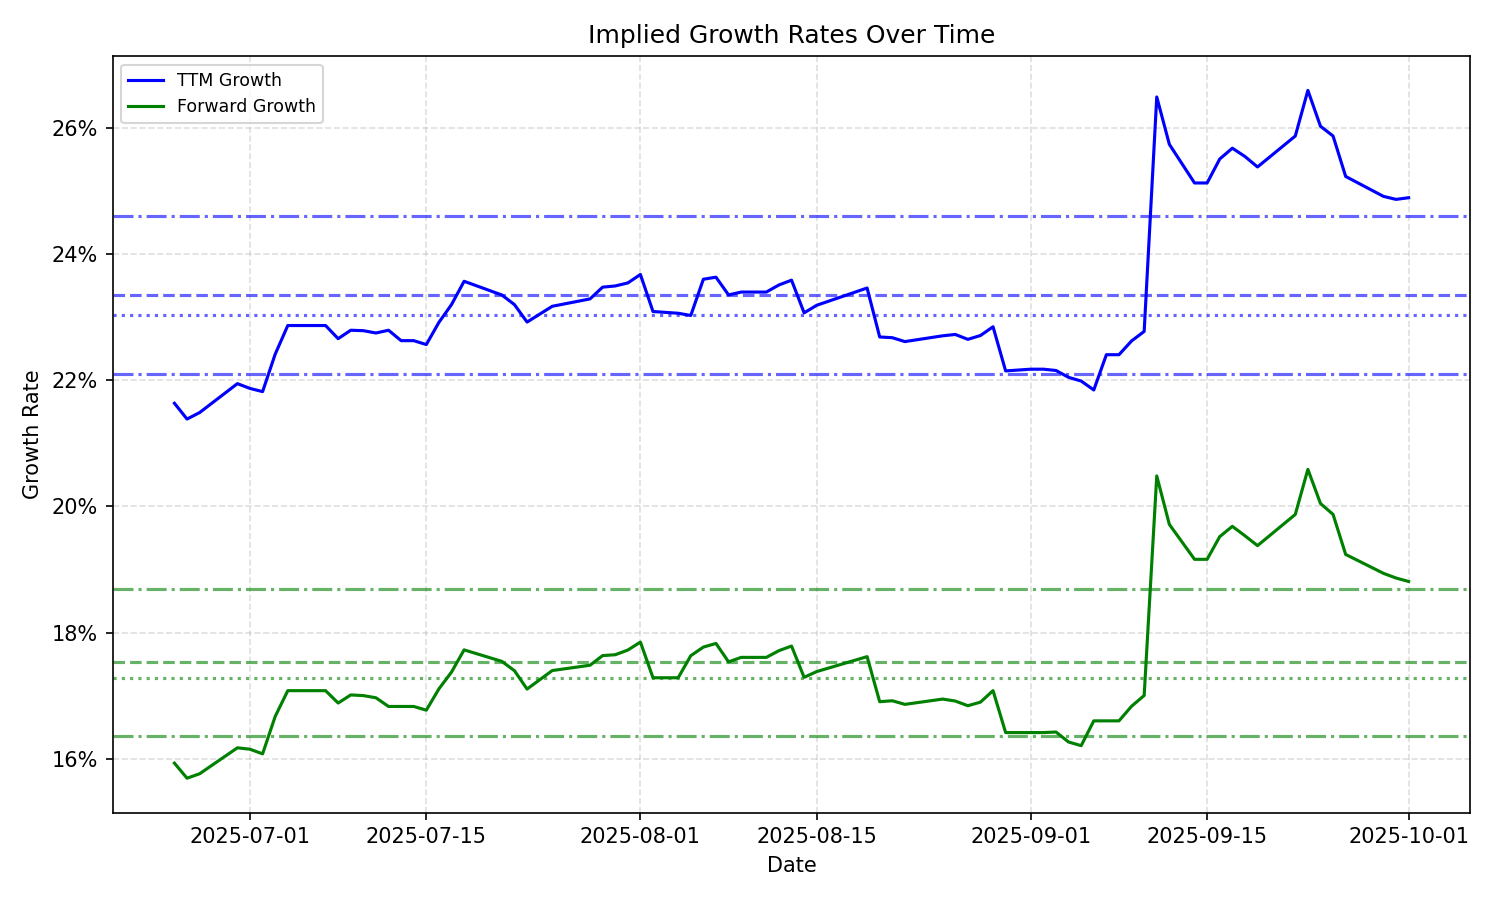 Implied Growth Rates Over Time
TTM Growth
Forward Growth
26%
24%
22%
20%
18%
16%
Growth Rate
2025-07-01 2025-07-15 2025-08-01 2025-08-15 2025-09-01 2025-09-15 2025-10-01
Date